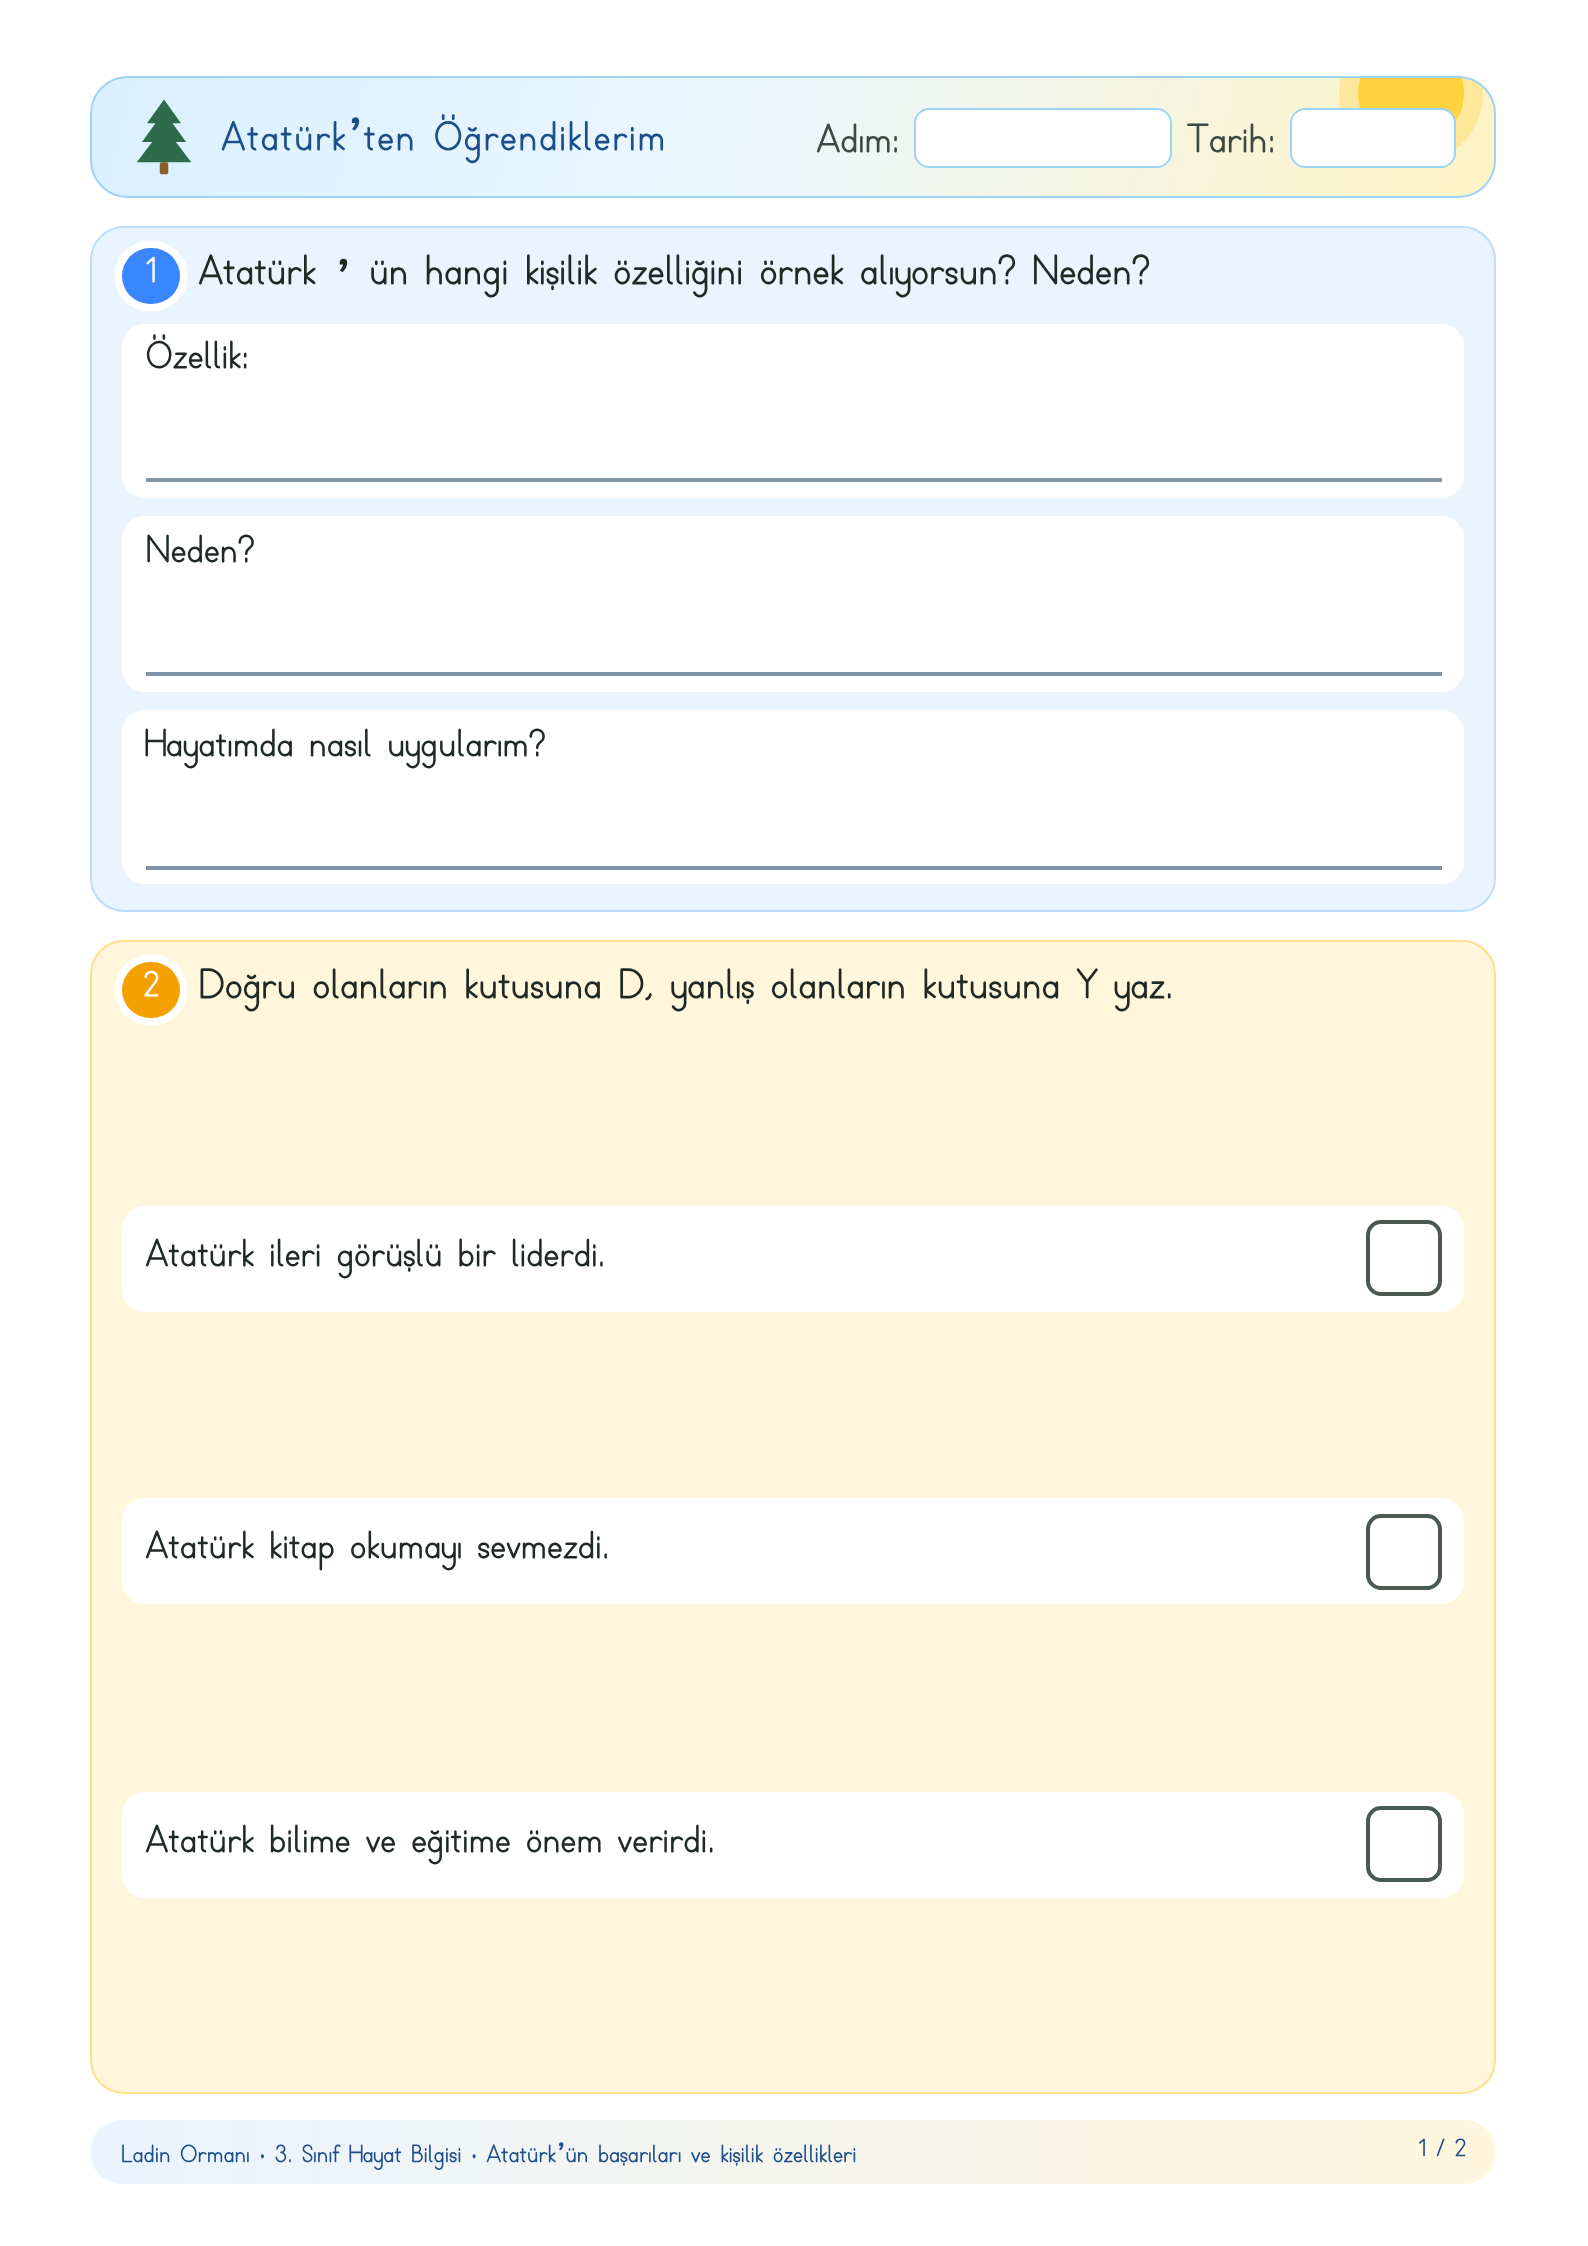 Atatürk’ten Öğrendiklerim
Adım:
Tarih:
1
Atatürk ’ ün hangi kişilik özelliğini örnek alıyorsun? Neden?
Özellik:
Neden?
Hayatımda nasıl uygularım?
2
Doğru olanların kutusuna D, yanlış olanların kutusuna Y yaz.
Atatürk ileri görüşlü bir liderdi.
Atatürk kitap okumayı sevmezdi.
Atatürk bilime ve eğitime önem verirdi.
Ladin Ormanı • 3. Sınıf Hayat Bilgisi • Atatürk’ün başarıları ve kişilik özellikleri
1 / 2